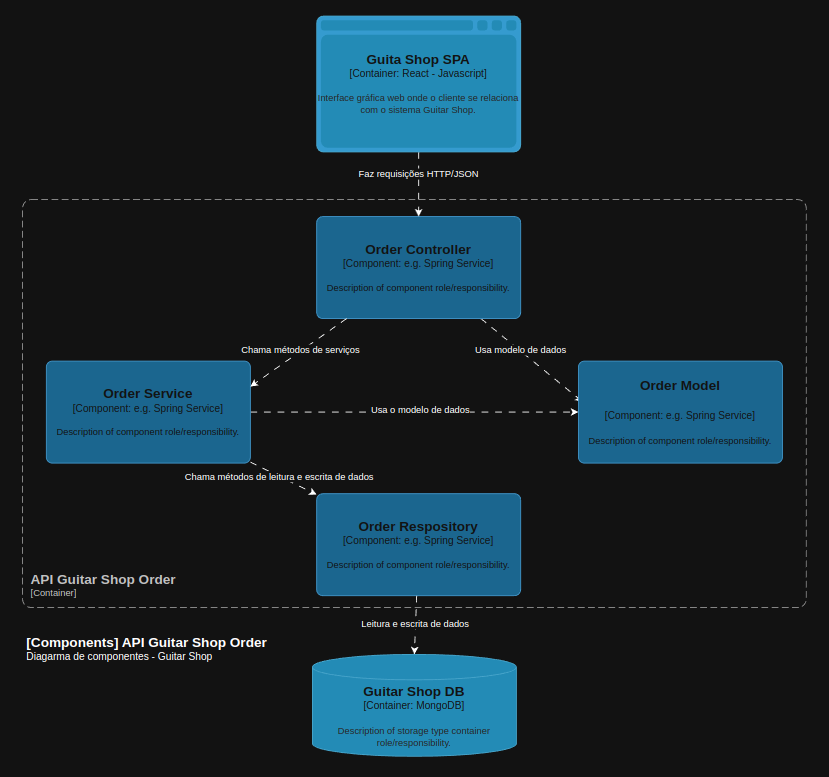 Guita Shop SPA
[Container: React - Javascript]
Interface gráfica web onde o cliente se relaciona
com o sistema Guitar Shop.
Faz requisições HTTP/JSON
Order Controller
[Component: e.g. Spring Service]
Description of component role/responsibility.
Chama métodos de serviços
Usa modelo de dados
Order Service
[Component: e.g. Spring Service]
Description of component role/responsibility.
Usa o modelo de dados
Order Model
[Component: e.g. Spring Service]
Description of component role/responsibility.
Chama métodos de leitura e escrita de dados
Order Respository
[Component: e.g. Spring Service]
Description of component role/responsibility.
API Guitar Shop Order
[Container]
Leitura e escrita de dados
[Components] API Guitar Shop Order
Diagarma de componentes - Guitar Shop
Guitar Shop DB
[Container: MongoDB]
Description of storage type container
role/responsibility.